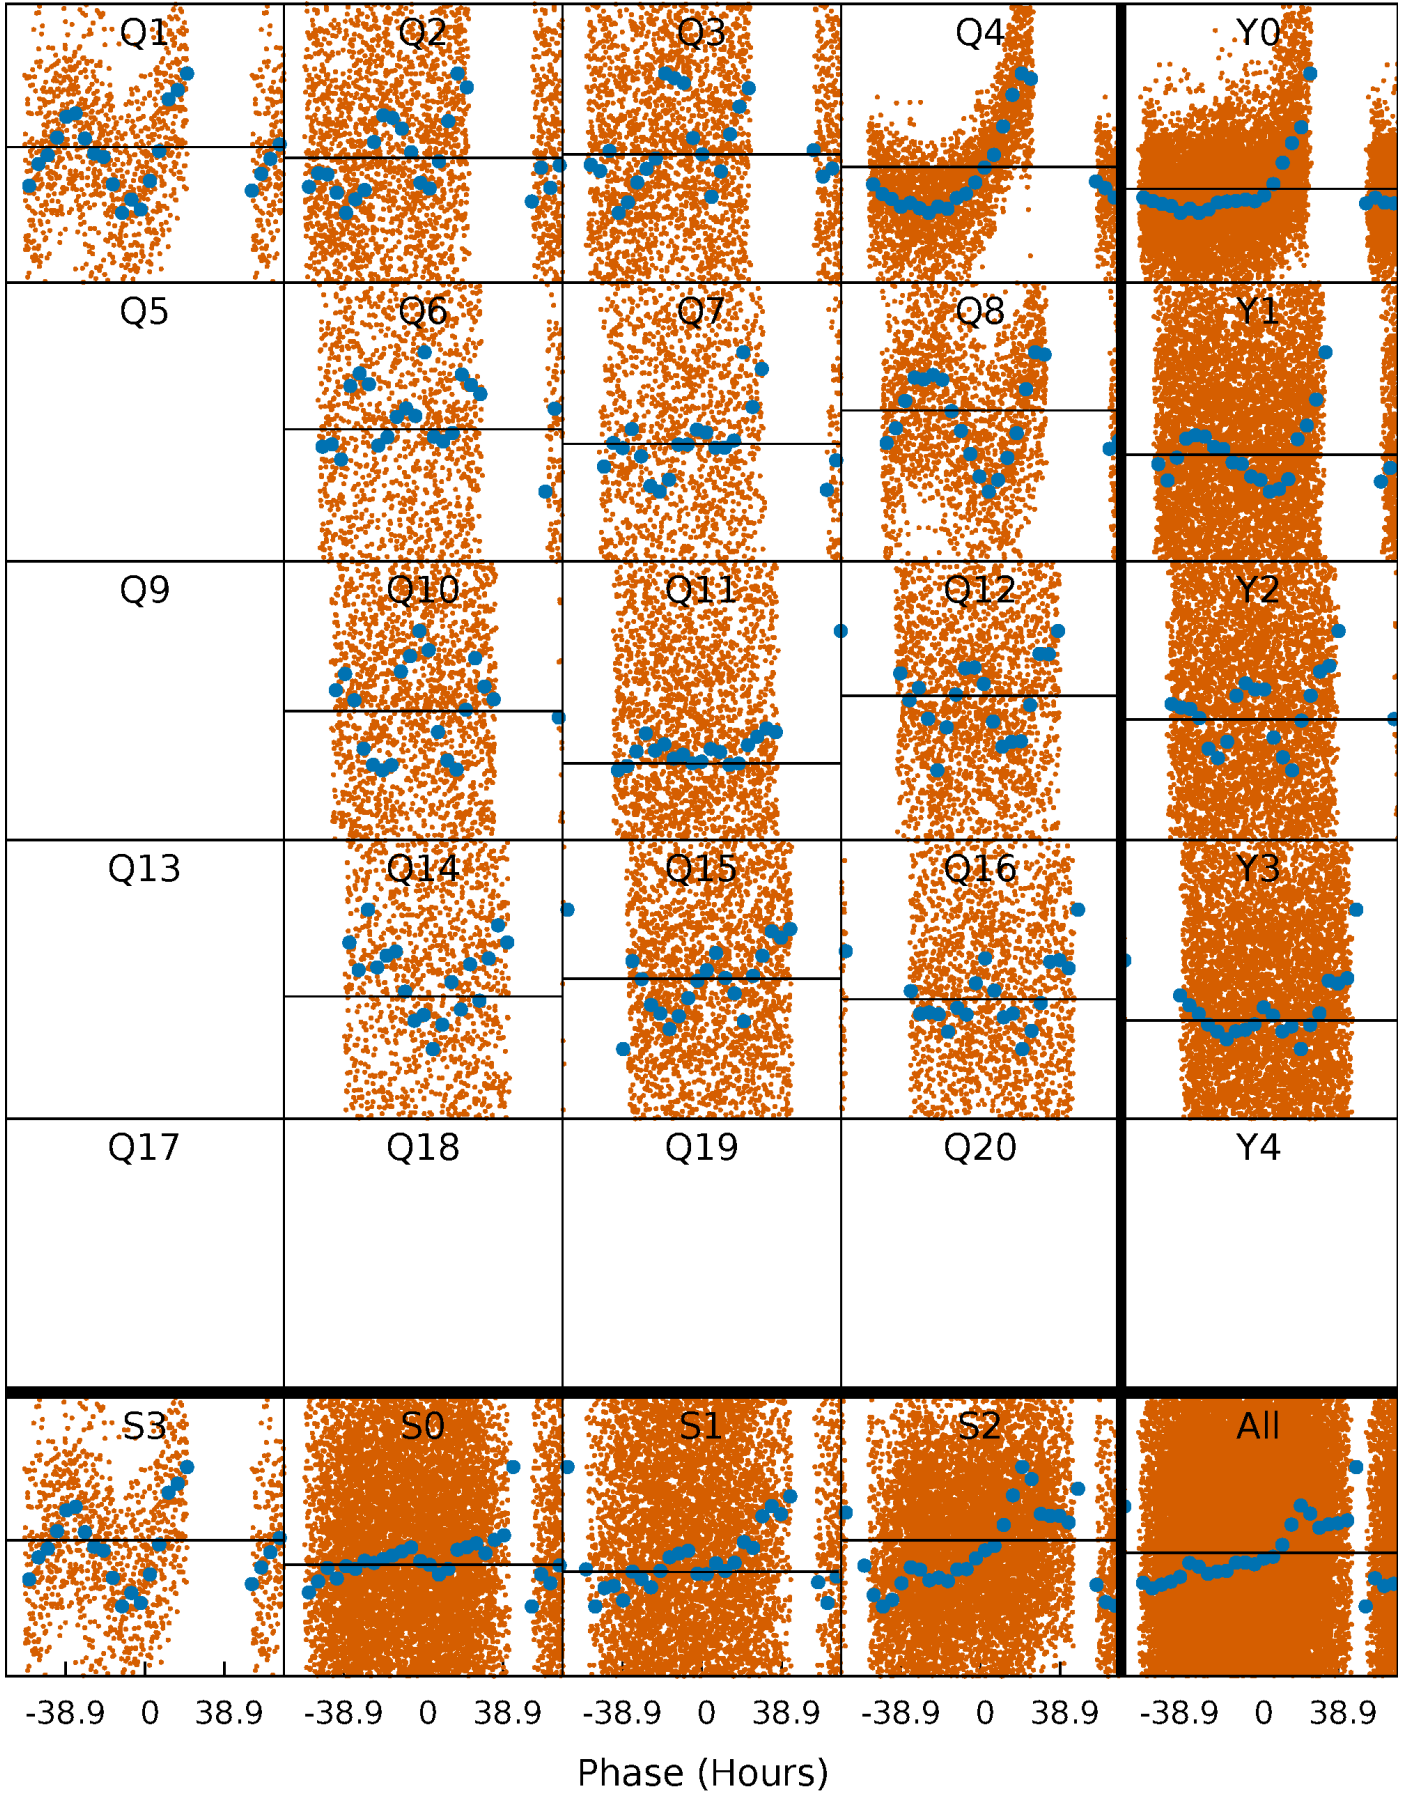 Q1 Q2 Q3 Q4 Y0
Q5 Q6 Q7 Q8 Y1
Q9 Q10 Q11 Q12 Y2
Q13 Q14 Q15 Q16 Y3
Q17 Q18 Q19 Q20 Y4
S3 S0 S1 S2 All
-38.9 0 38.9 -38.9 0 38.9 -38.9 0 38.9 -38.9 0 38.9 -38.9 0 38.9
Phase (Hours)